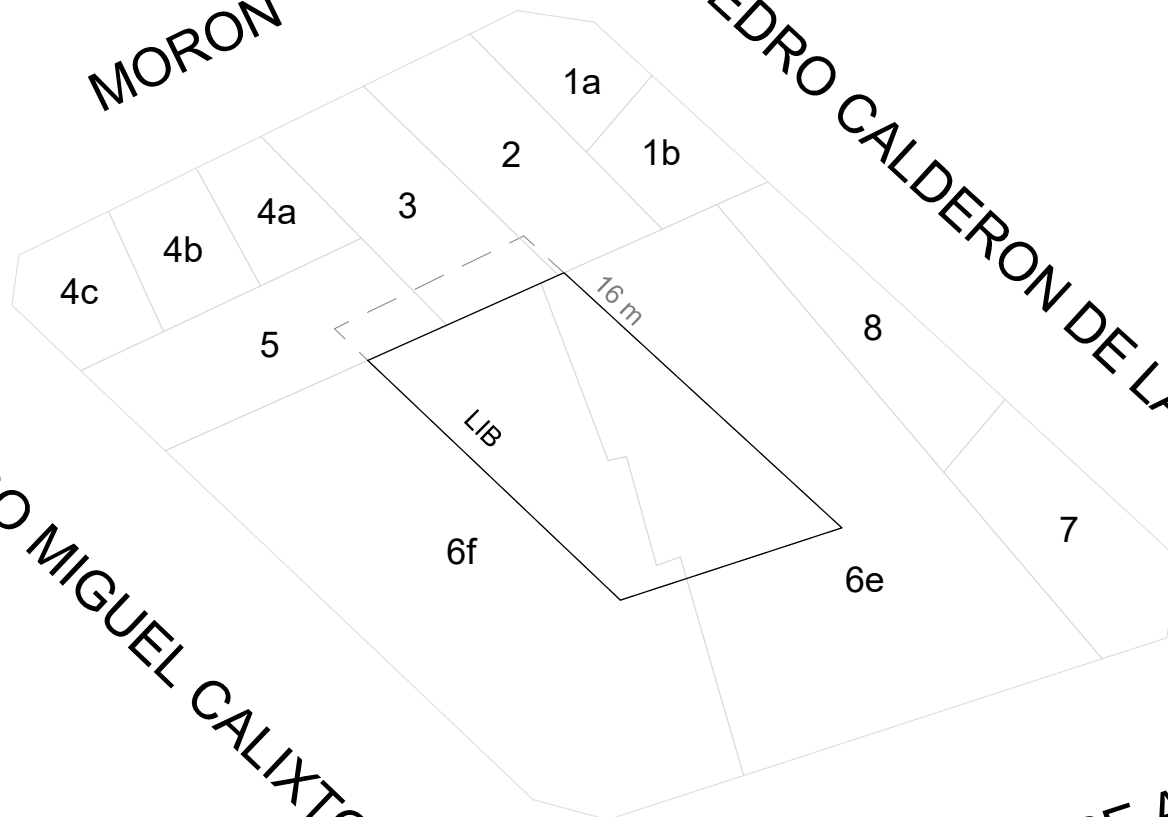 MORON
EDRO CALDERON DE LA
1a
1b
2
3
4a
4b
4c
5
16 m
8
LIB
7
6f
6e
O MIGUEL CALIXTO